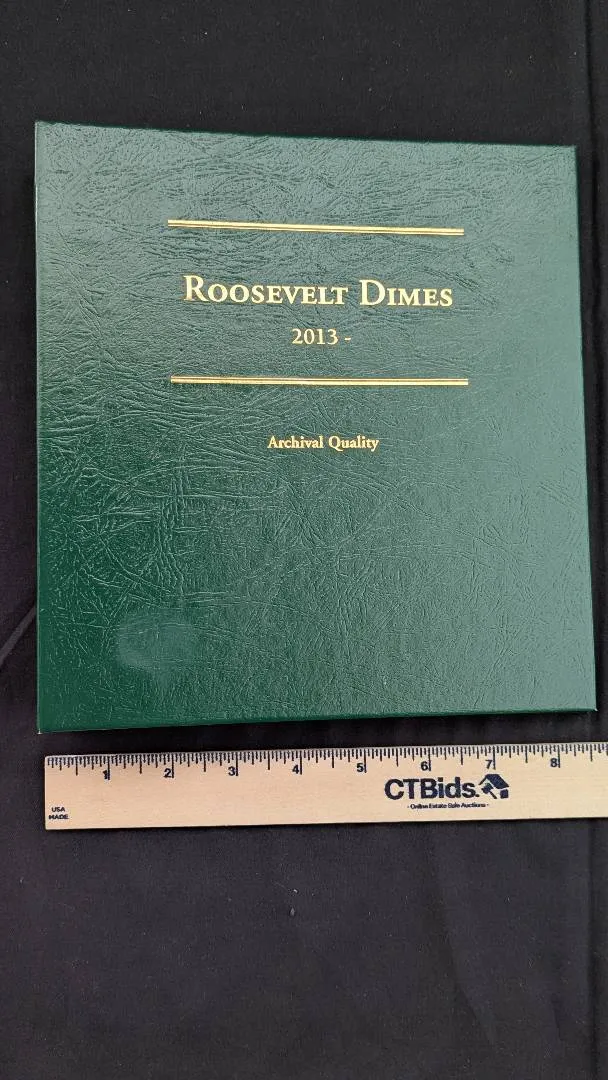 ROOSEVELT DIMES
2013 -
Archival Quality
1 2 3 4 5 6 7 8
CTBids.
- Online Estate Sale Auctions -
USA
MADE